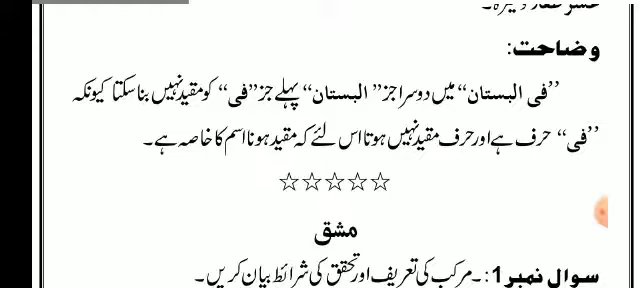 وضاحت:
’’فی البستان‘‘ میں دوسرا جز ’’البستان‘‘ پہلے جز ’’فی‘‘ کو مقید نہیں بنا سکتا کیونکہ
’’فی‘‘ حرف ہے اور حرف مقید نہیں ہوتا اس لئے کہ مقید ہونا اسم کا خاصہ ہے۔
☆☆☆☆☆
مشق
سوال نمبر 1:۔ مرکب کی تعریف اور تحقق کی شرائط بیان کریں۔